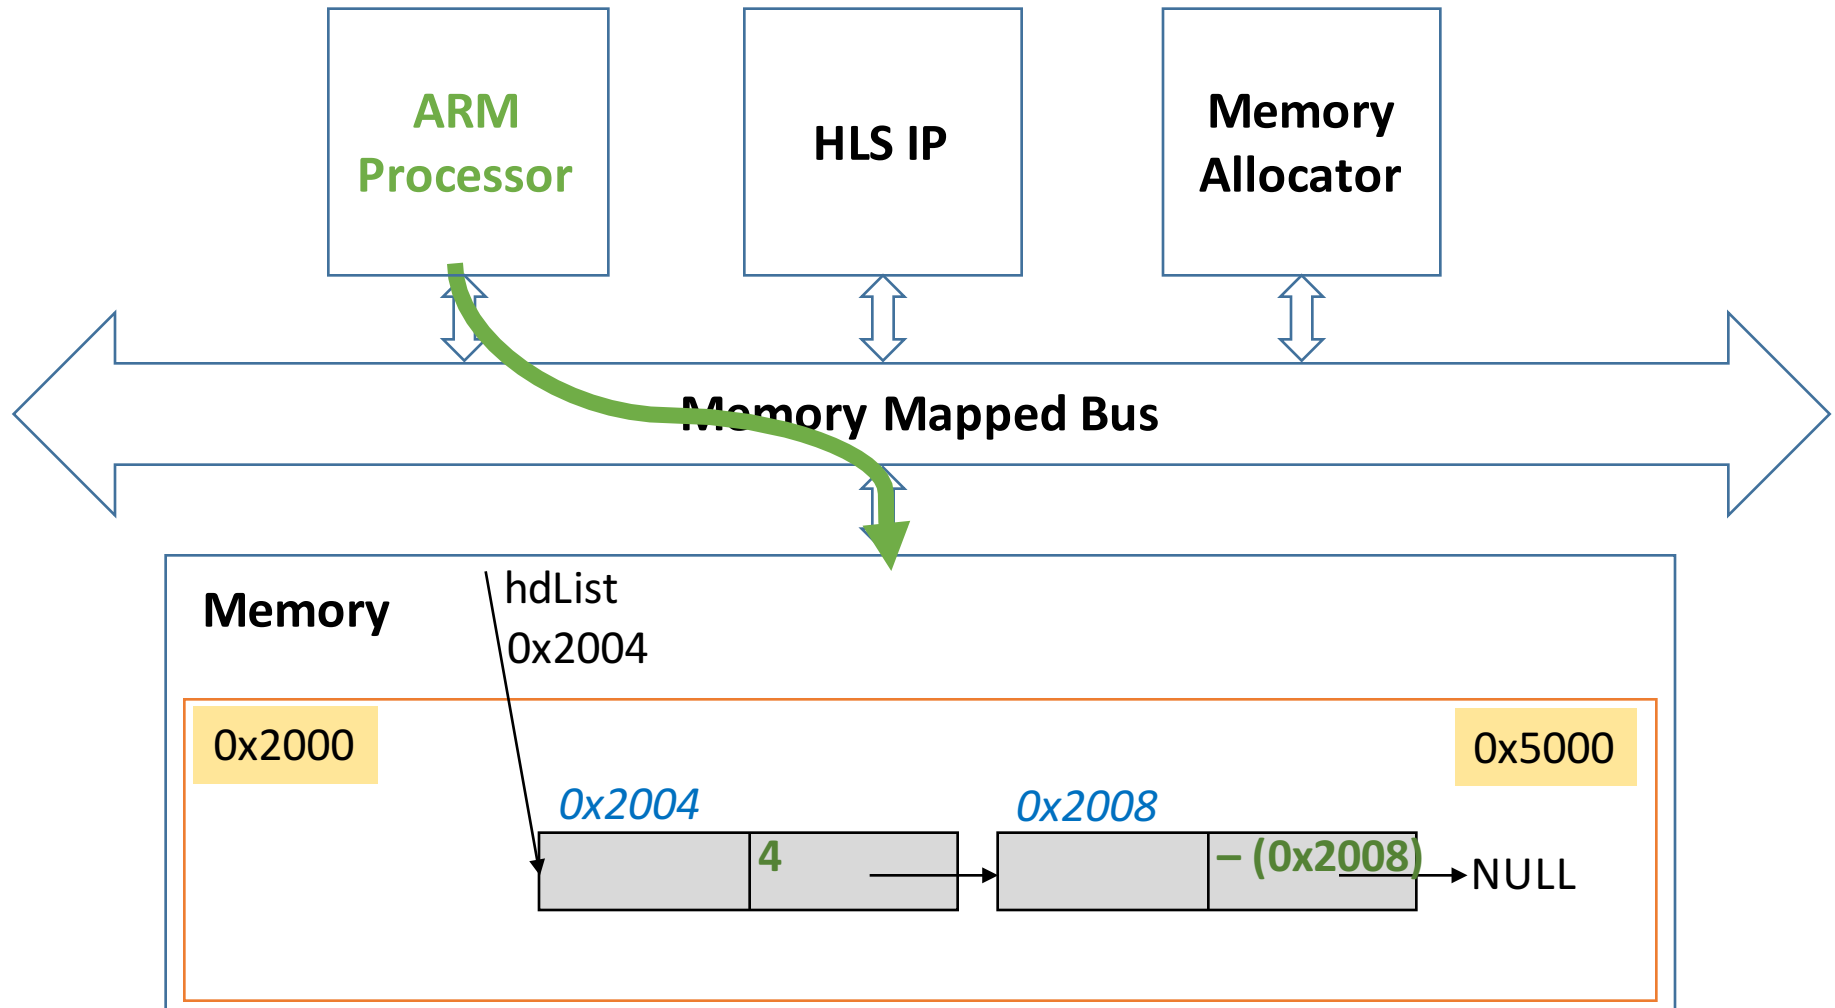 ARM
Processor
HLS IP
Memory
Allocator
Memory Mapped Bus
Memory
hdList
0x2004
0x2000
0x5000
0x2004
0x2008
4
– (0x2008)
NULL